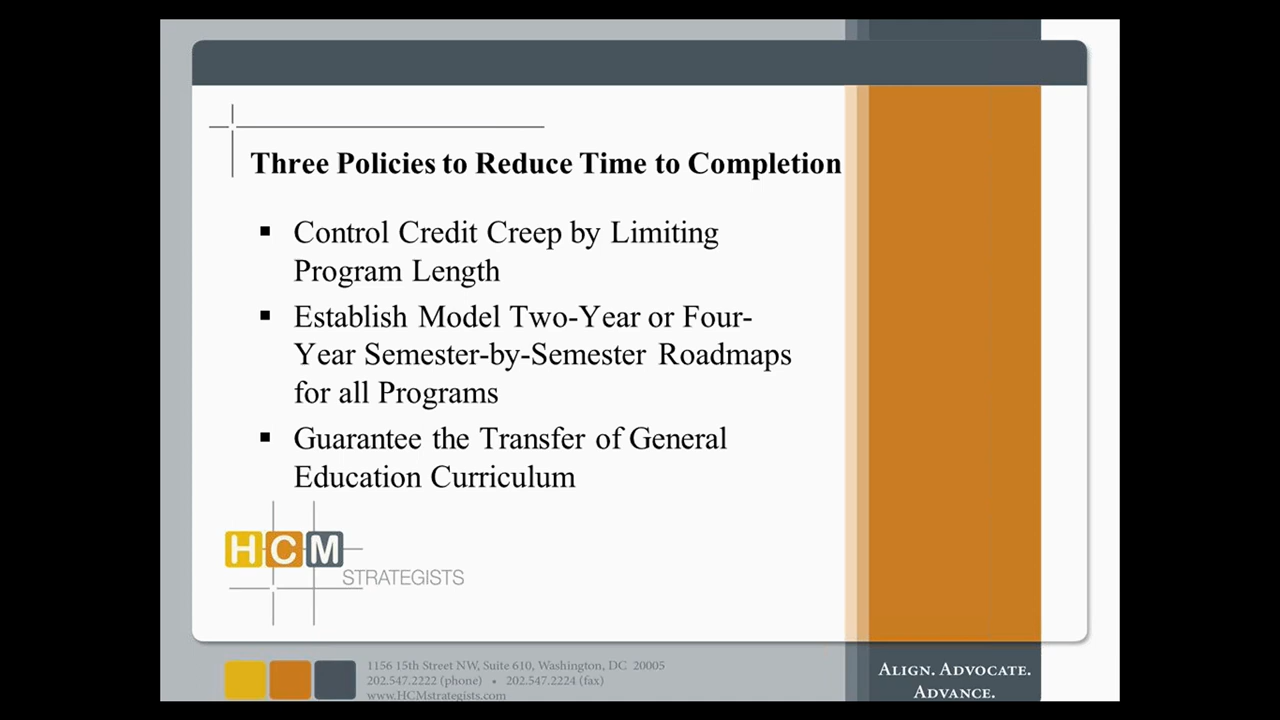 Three Policies to Reduce Time to Completion
▪ Control Credit Creep by Limiting
Program Length
▪ Establish Model Two-Year or Four-
Year Semester-by-Semester Roadmaps
for all Programs
▪ Guarantee the Transfer of General
Education Curriculum
HCM
STRATEGISTS
1156 15th Street NW, Suite 610, Washington, DC 20005
202.547.2222 (phone) • 202.547.2224 (fax)
www.HCMstrategists.com
ALIGN. ADVOCATE.
ADVANCE.